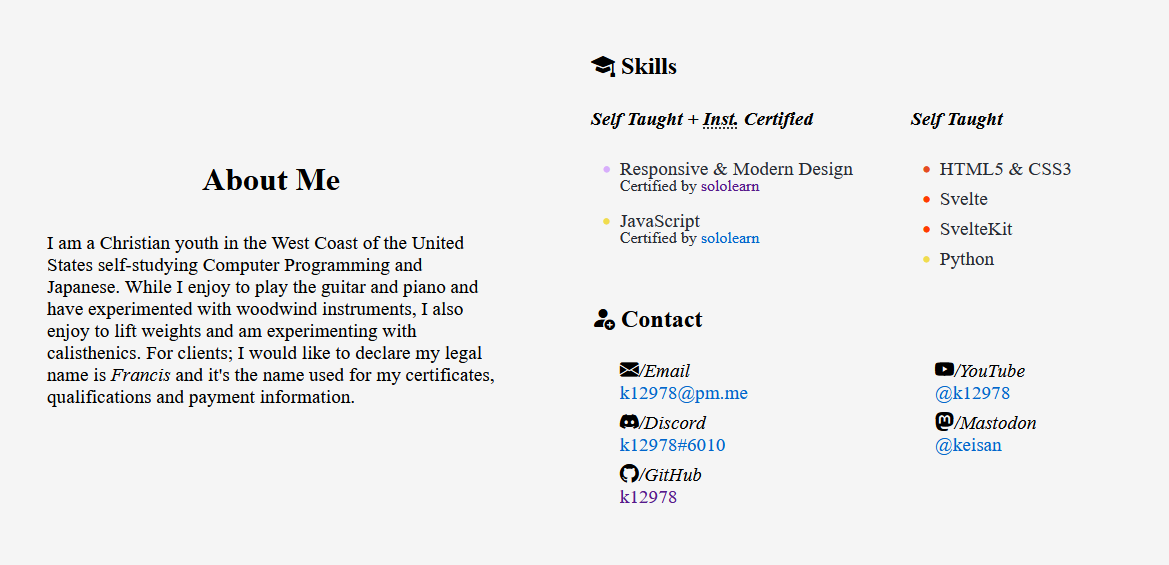 About Me
I am a Christian youth in the West Coast of the United
States self-studying Computer Programming and
Japanese. While I enjoy to play the guitar and piano and
have experimented with woodwind instruments, I also
enjoy to lift weights and am experimenting with
calisthenics. For clients; I would like to declare my legal
name is Francis and it's the name used for my certificates,
qualifications and payment information.
Skills
Self Taught + Inst. Certified
Responsive & Modern Design
Certified by sololearn
JavaScript
Certified by sololearn
Self Taught
HTML5 & CSS3
Svelte
SvelteKit
Python
Contact
/Email
k12978@pm.me
/Discord
k12978#6010
/GitHub
k12978
/YouTube
@k12978
/Mastodon
@keisan